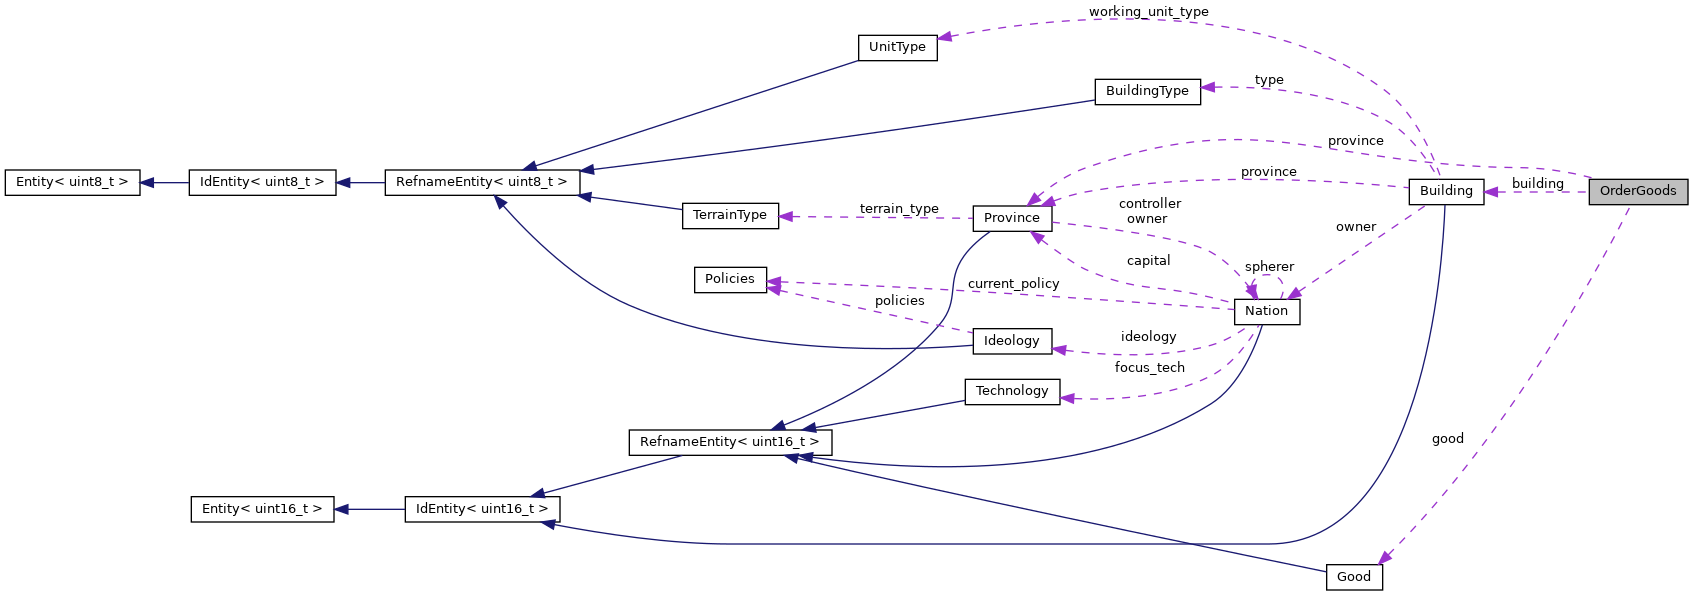 working_unit_type
UnitType
type
BuildingType
province
Entity< uint8_t >
IdEntity< uint8_t >
RefnameEntity< uint8_t >
province
building
Building
OrderGoods
TerrainType
terrain_type
Province
controller
owner
owner
capital
spherer
Policies
current_policy
policies
Nation
Ideology
ideology
focus_tech
Technology
RefnameEntity< uint16_t >
good
Entity< uint16_t >
IdEntity< uint16_t >
Good